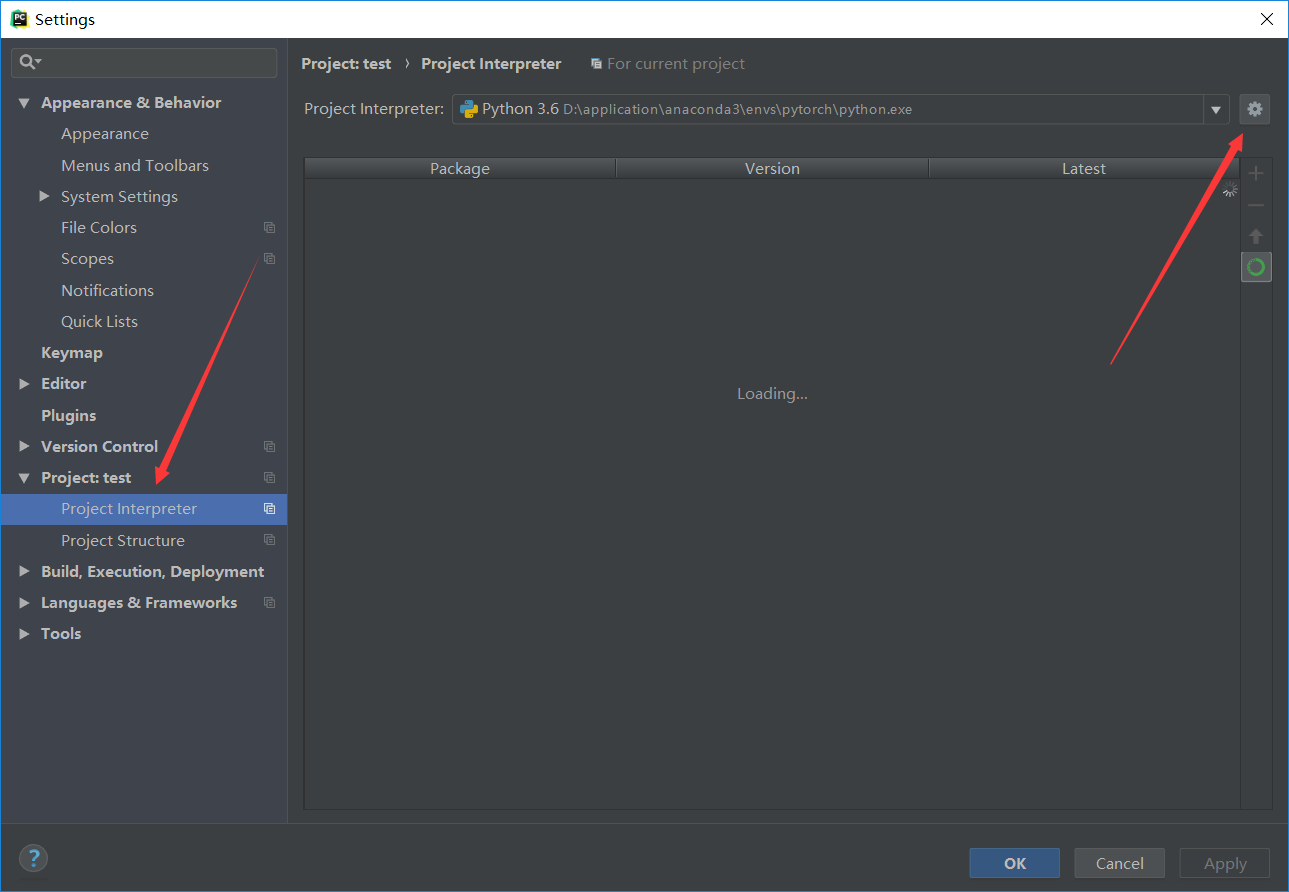 Settings
Appearance & Behavior
Appearance
Menus and Toolbars
System Settings
File Colors
Scopes
Notifications
Quick Lists
Keymap
Editor
Plugins
Version Control
Project: test
Project Interpreter
Project Structure
Build, Execution, Deployment
Languages & Frameworks
Tools
Project: test › Project Interpreter For current project
Project Interpreter: Python 3.6 D:\application\anaconda3\envs\pytorch\python.exe
Package Version Latest
Loading...
?
OK Cancel Apply